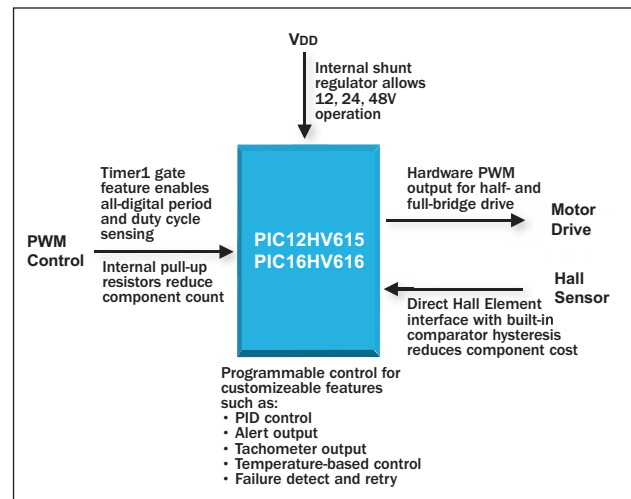 VDD
Internal shunt
regulator allows
12, 24, 48V
operation
Timer1 gate
feature enables
all-digital period
and duty cycle
sensing
PWM
Control
Internal pull-up
resistors reduce
component count
PIC12HV615
PIC16HV616
Hardware PWM
output for half- and
full-bridge drive
Motor
Drive
Hall
Sensor
Direct Hall Element
interface with built-in
comparator hysteresis
reduces component cost
Programmable control for
customizeable features
such as:
• PID control
• Alert output
• Tachometer output
• Temperature-based control
• Failure detect and retry